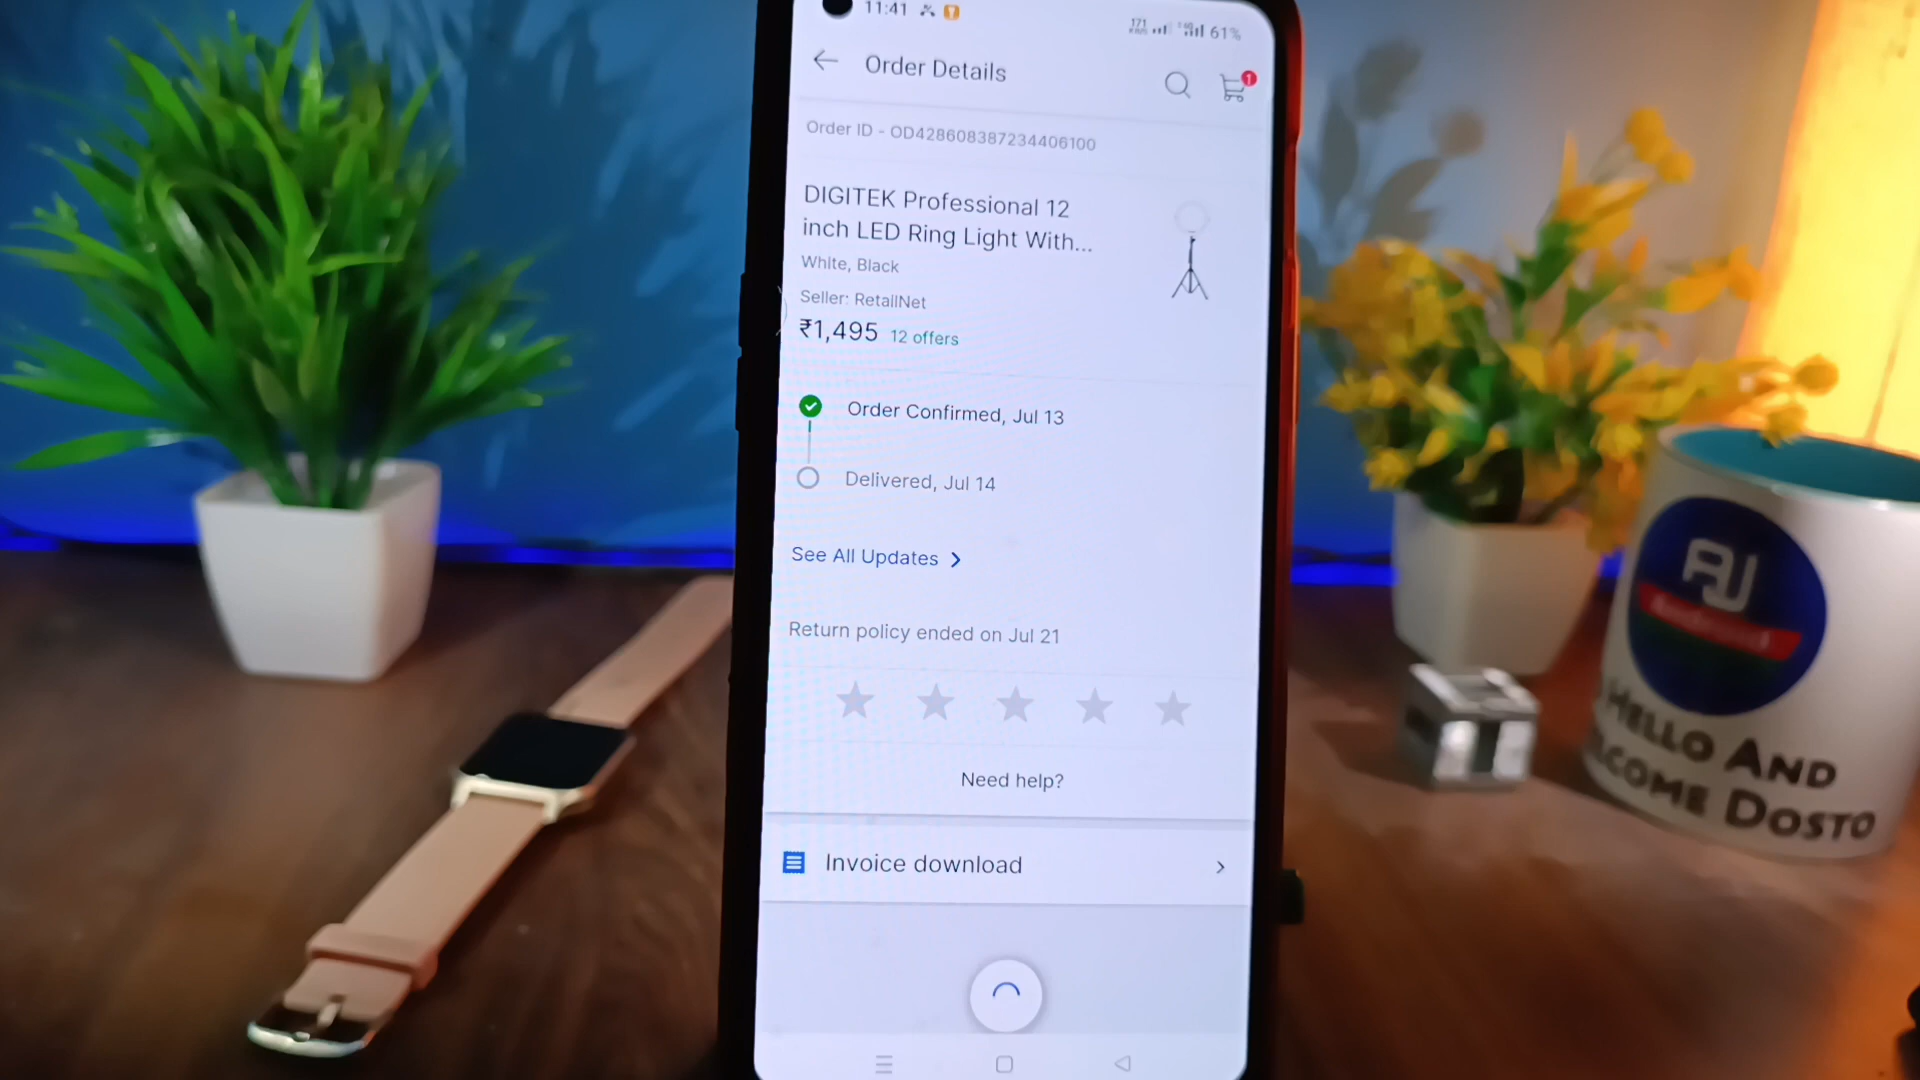 11:41
61%
Order Details
1
Order ID - OD428608387234406100
DIGITEK Professional 12
inch LED Ring Light With...
White, Black
Seller: RetailNet
₹1,495 12 offers
Order Confirmed, Jul 13
Delivered, Jul 14
See All Updates
Return policy ended on Jul 21
Need help?
Invoice download
HELLO AND
COME DOSTO